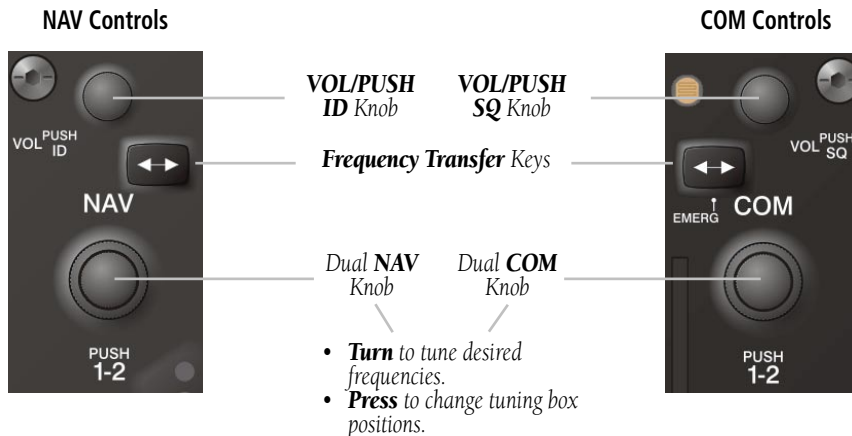 NAV Controls
COM Controls
VOL/PUSH
ID Knob
VOL/PUSH
SQ Knob
VOL PUSH
ID
VOL PUSH
SQ
Frequency Transfer Keys
NAV
EMERG
COM
Dual NAV
Knob
Dual COM
Knob
PUSH
1-2
PUSH
1-2
• Turn to tune desired
frequencies.
• Press to change tuning box
positions.